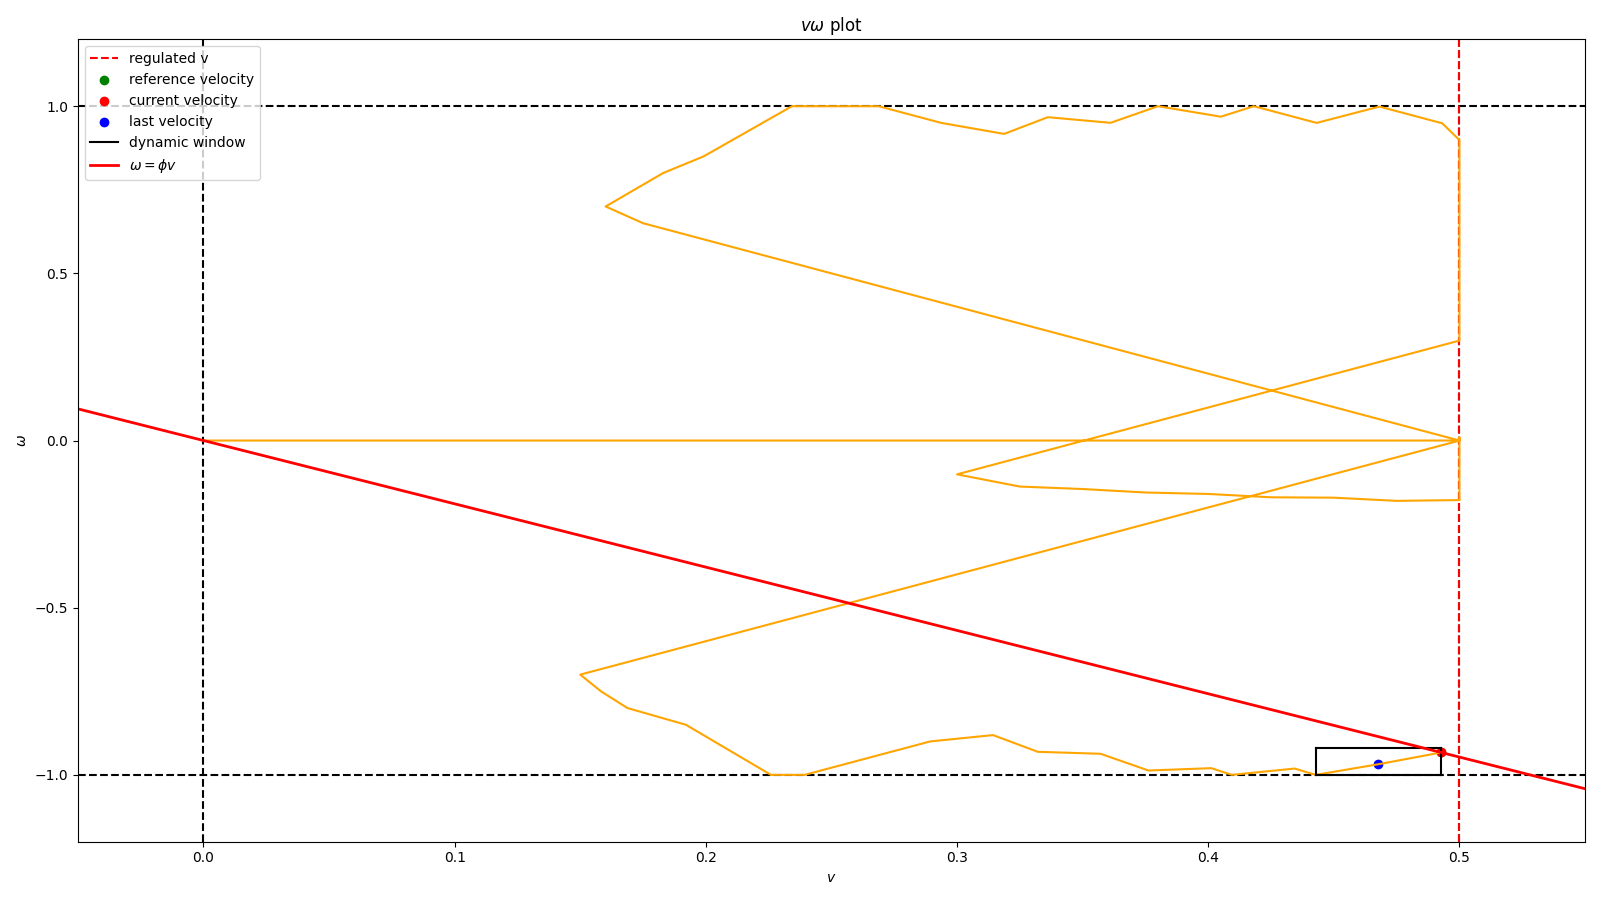 vω plot
regulated v
reference velocity
current velocity
last velocity
dynamic window
ω = ϕv
1.0
0.5
0.0
−0.5
−1.0
ω
0.0 0.1 0.2 0.3 0.4 0.5
v